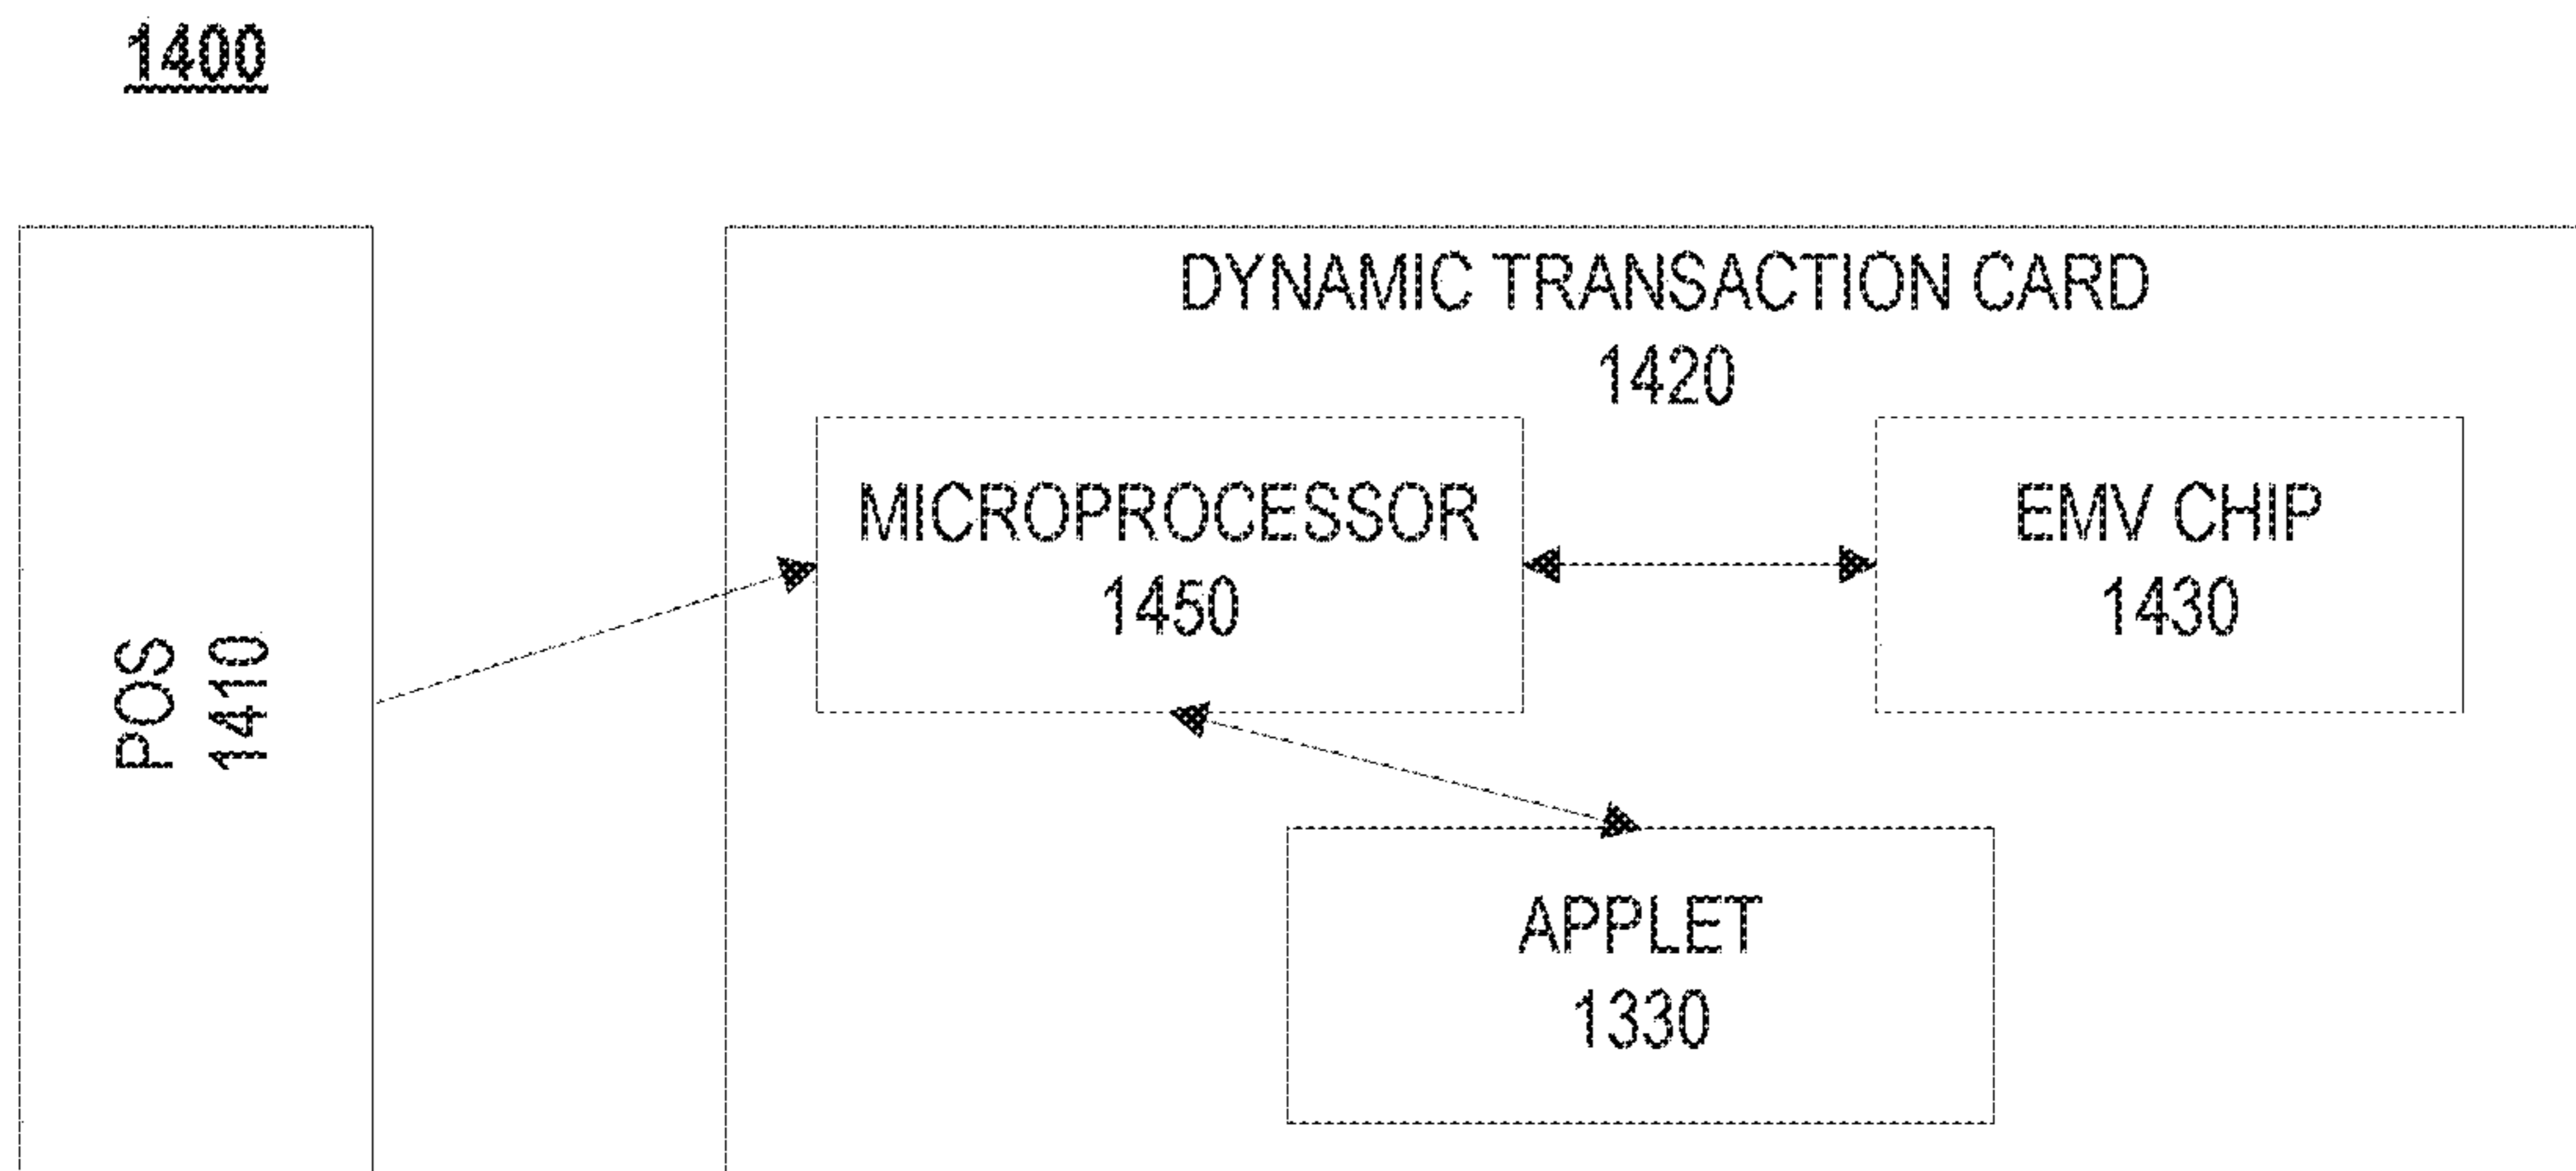 1400
POS
1410
DYNAMIC TRANSACTION CARD
1420
MICROPROCESSOR
1450
EMV CHIP
1430
APPLET
1330